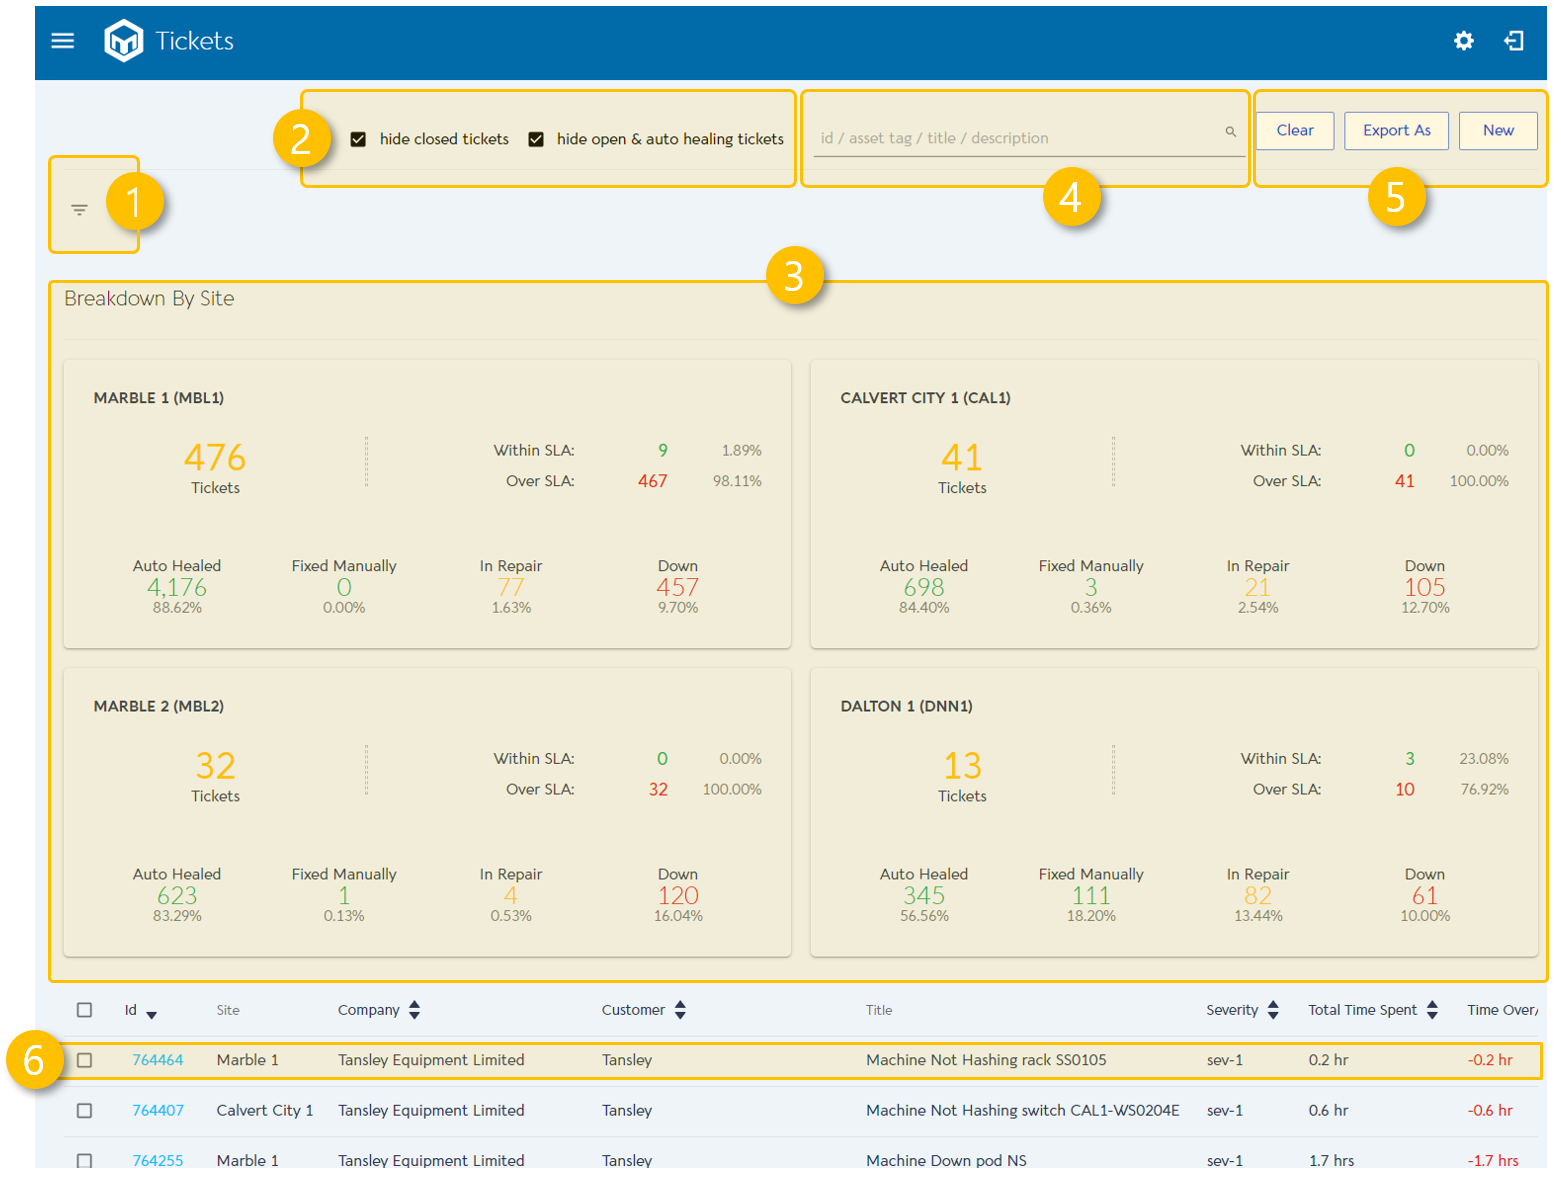 Tickets
2
hide closed tickets
hide open & auto healing tickets
id / asset tag / title / description
Clear
Export As
New
4
5
1
3
Breakdown By Site
MARBLE 1 (MBL1)
476
Tickets
Within SLA: 9 1.89%
Over SLA: 467 98.11%
Auto Healed Fixed Manually In Repair Down
4,176 0 77 457
88.62% 0.00% 1.63% 9.70%
CALVERT CITY 1 (CAL1)
41
Tickets
Within SLA: 0 0.00%
Over SLA: 41 100.00%
Auto Healed Fixed Manually In Repair Down
698 3 21 105
84.40% 0.36% 2.54% 12.70%
MARBLE 2 (MBL2)
32
Tickets
Within SLA: 0 0.00%
Over SLA: 32 100.00%
Auto Healed Fixed Manually In Repair Down
623 1 4 120
83.29% 0.13% 0.53% 16.04%
DALTON 1 (DNN1)
13
Tickets
Within SLA: 3 23.08%
Over SLA: 10 76.92%
Auto Healed Fixed Manually In Repair Down
345 111 82 61
56.56% 18.20% 13.44% 10.00%
Id Site Company Customer Title Severity Total Time Spent Time Over/
6
764464 Marble 1 Tansley Equipment Limited Tansley Machine Not Hashing rack SS0105 sev-1 0.2 hr -0.2 hr
764407 Calvert City 1 Tansley Equipment Limited Tansley Machine Not Hashing switch CAL1-WS0204E sev-1 0.6 hr -0.6 hr
764255 Marble 1 Tansley Equipment Limited Tansley Machine Down pod NS sev-1 1.7 hrs -1.7 hrs